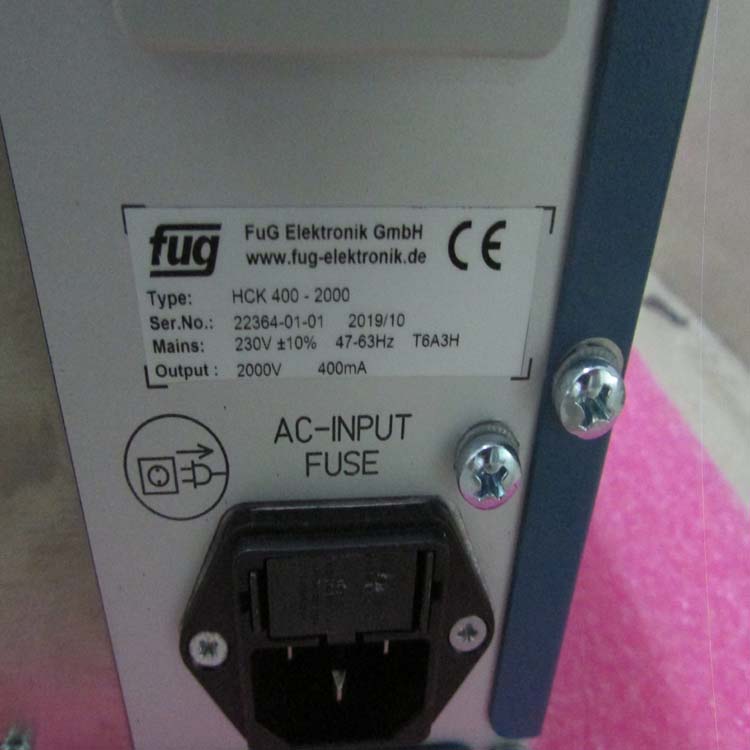 fug
FuG Elektronik GmbH
www.fug-elektronik.de
CE
Type: HCK 400 - 2000
Ser.No.: 22364-01-01 2019/10
Mains: 230V ±10% 47-63Hz T6A3H
Output : 2000V 400mA
AC-INPUT
FUSE